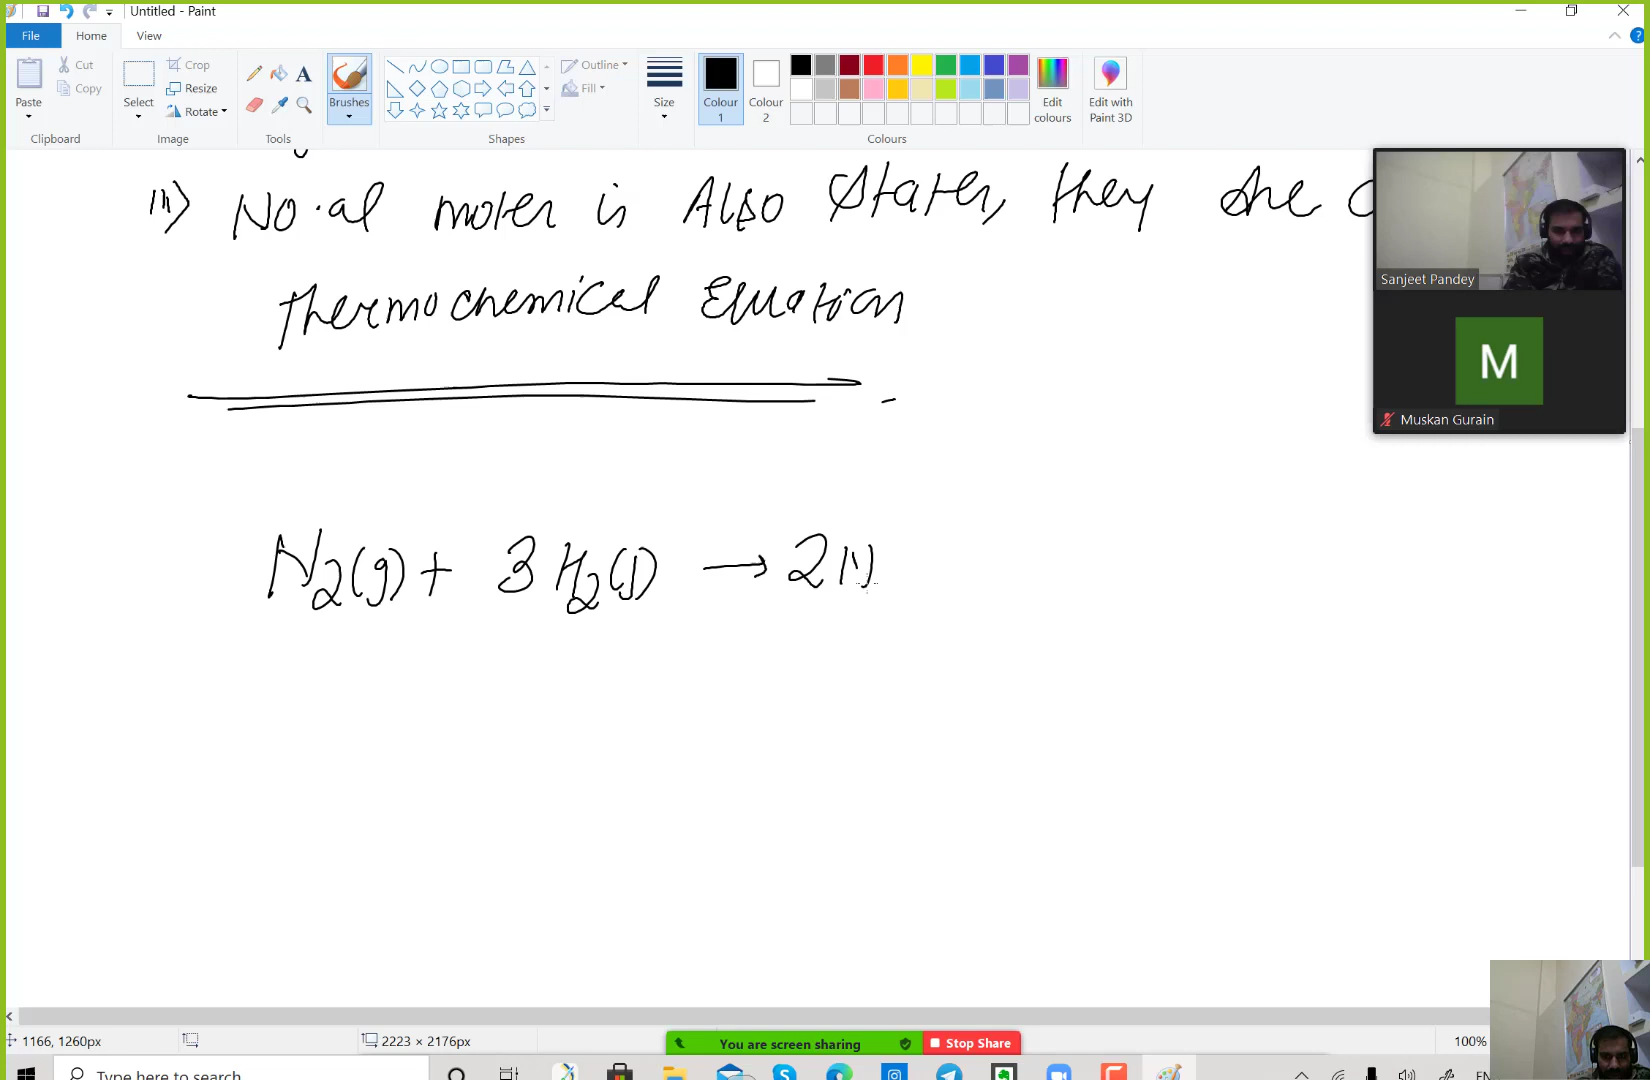 Untitled - Paint
File Home View
Cut
Copy
Paste
Clipboard
Select
Crop
Resize
Rotate
Image
Tools
Brushes
Shapes
Outline
Fill
Size
Colour 1
Colour 2
Edit colours
Edit with Paint 3D
Colours
III) No. of moles is Also States, they are
thermochemical Equation
N2(g) + 3H2(g) → 2N
Sanjeet Pandey
M
Muskan Gurain
1166, 1260px
2223 × 2176px
You are screen sharing
Stop Share
100%
Type here to search